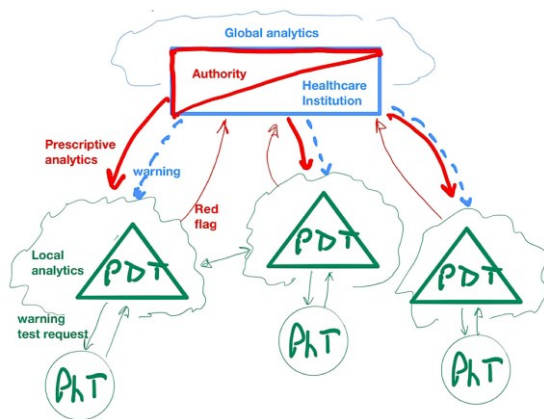 Global analytics
Authority
Healthcare
Institution
Prescriptive
analytics
warning
Red
flag
Local
analytics
PDT
PDT
PDT
warning
test request
PhT
PhT
PhT